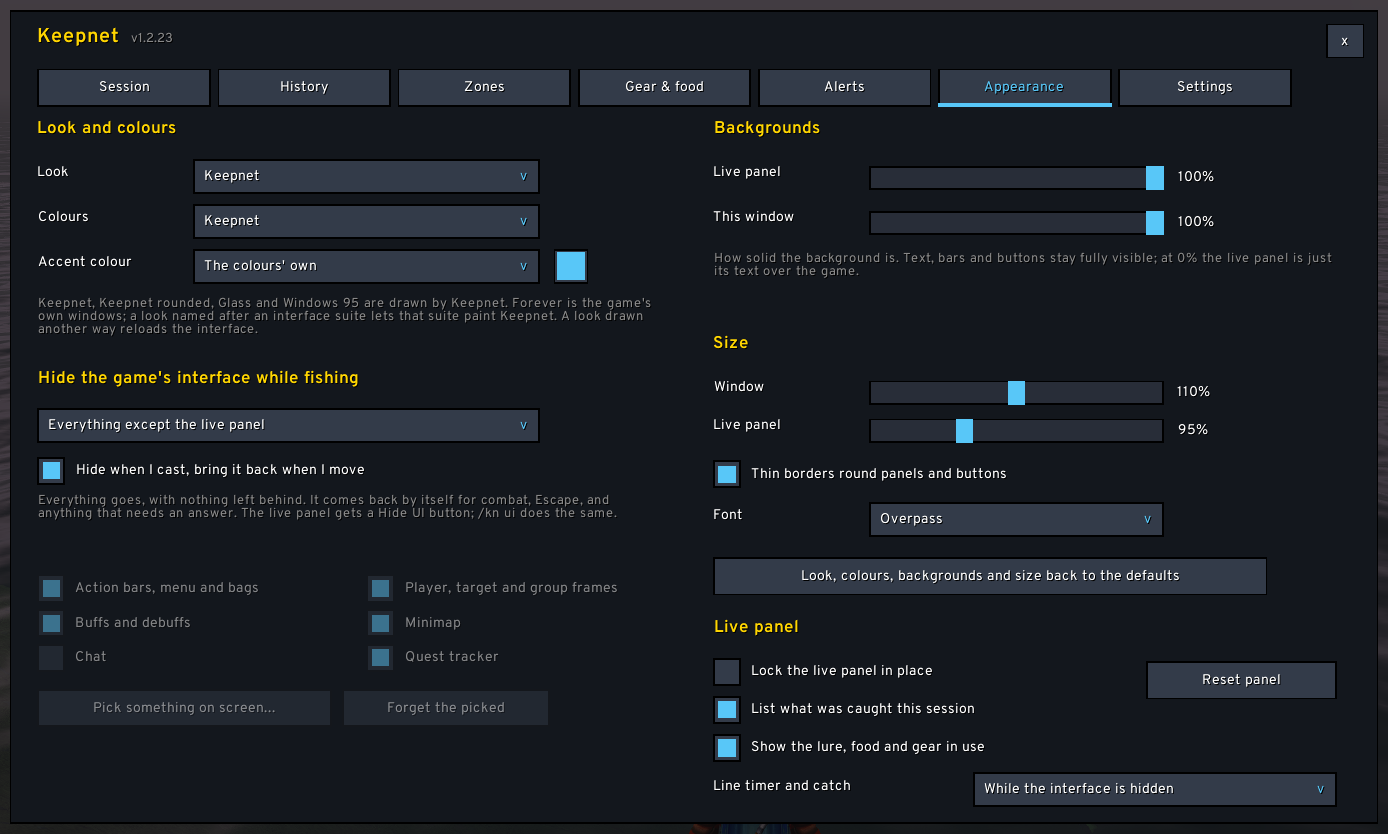 Keepnet v1.2.23
x
Session History Zones Gear & food Alerts Appearance Settings
Look and colours
Look Keepnet v
Colours Keepnet v
Accent colour The colours' own v
Keepnet, Keepnet rounded, Glass and Windows 95 are drawn by Keepnet. Forever is the game's
own windows; a look named after an interface suite lets that suite paint Keepnet. A look drawn
another way reloads the interface.
Hide the game's interface while fishing
Everything except the live panel v
Hide when I cast, bring it back when I move
Everything goes, with nothing left behind. It comes back by itself for combat, Escape, and
anything that needs an answer. The live panel gets a Hide UI button; /kn ui does the same.
Action bars, menu and bags Player, target and group frames
Buffs and debuffs Minimap
Chat Quest tracker
Pick something on screen... Forget the picked
Backgrounds
Live panel 100%
This window 100%
How solid the background is. Text, bars and buttons stay fully visible; at 0% the live panel is just
its text over the game.
Size
Window 110%
Live panel 95%
Thin borders round panels and buttons
Font Overpass v
Look, colours, backgrounds and size back to the defaults
Live panel
Lock the live panel in place Reset panel
List what was caught this session
Show the lure, food and gear in use
Line timer and catch While the interface is hidden v